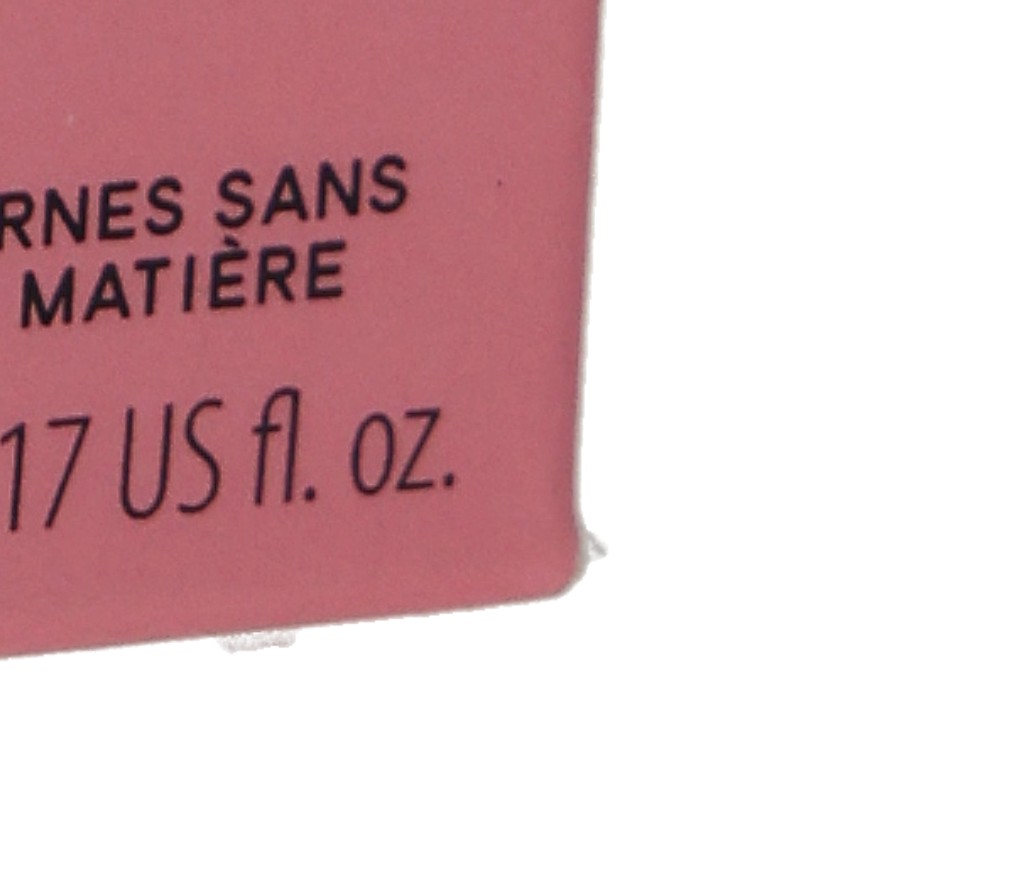 RNES SANS
MATIÈRE
17 US fl. oz.